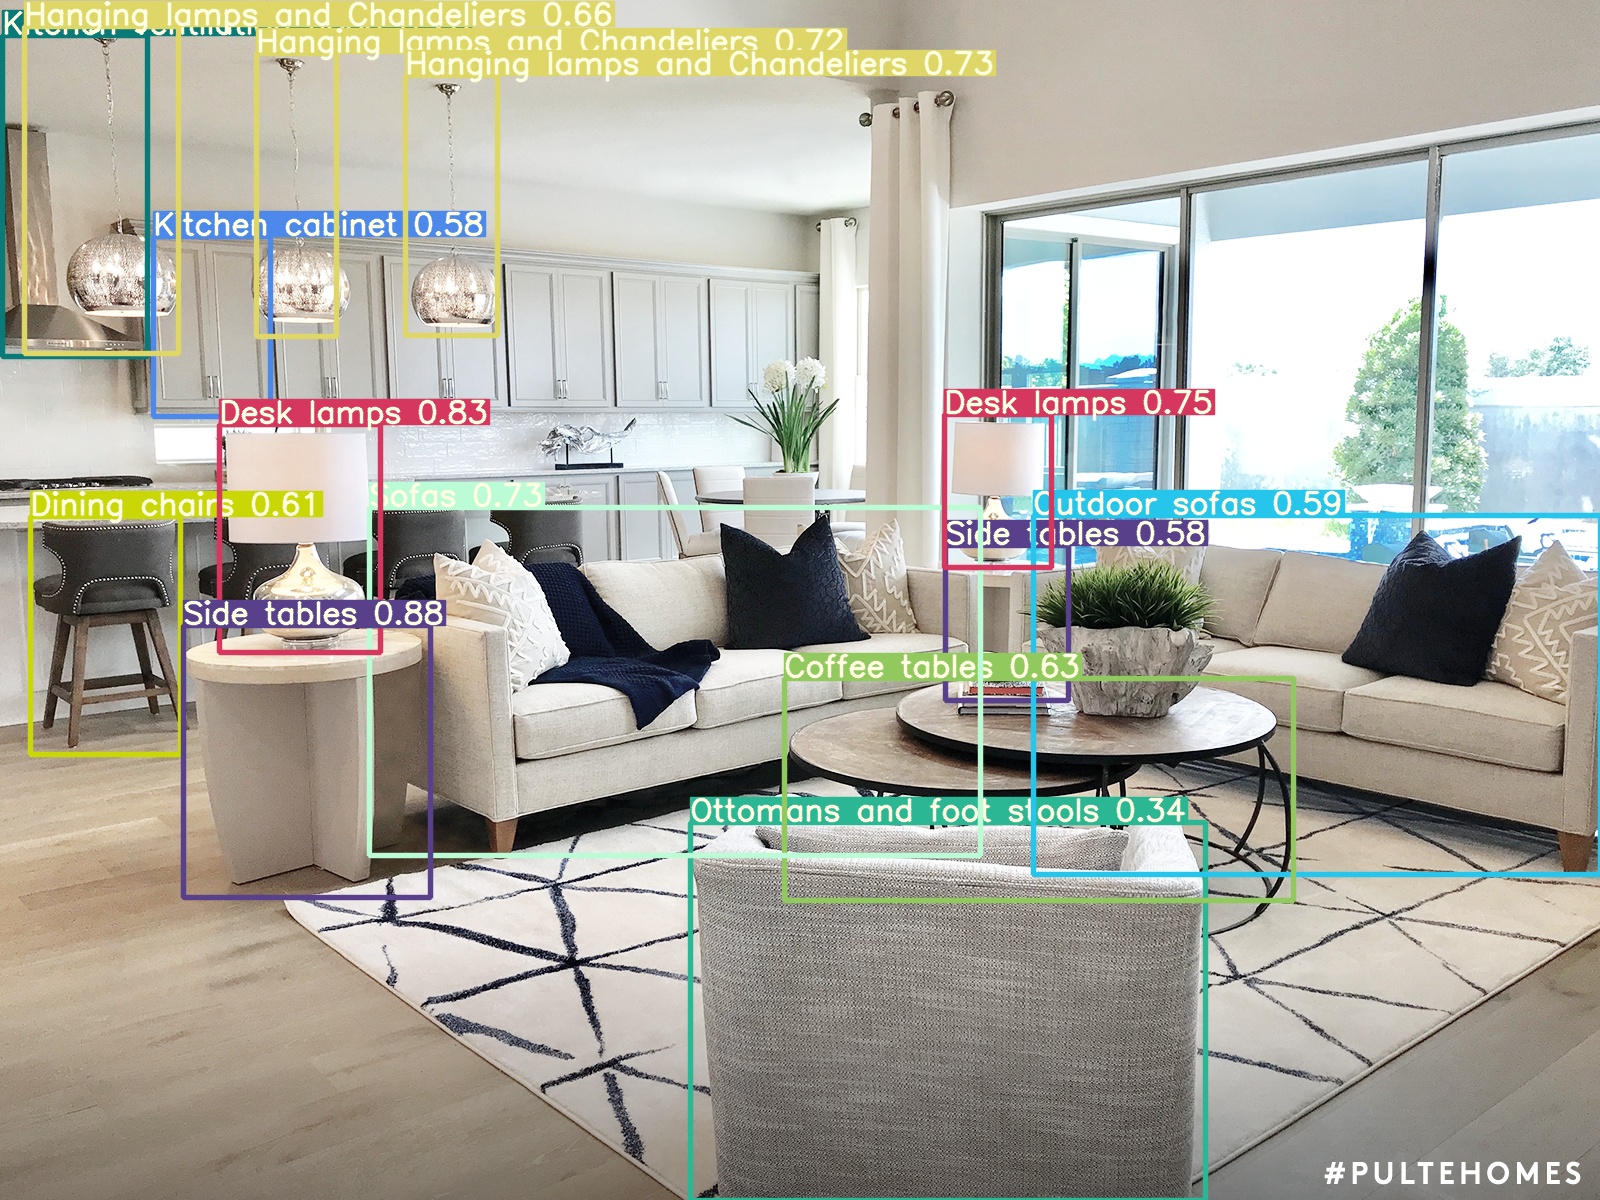 Hanging lamps and Chandeliers 0.66
Kitchen ventilati
Hanging lamps and Chandeliers 0.72
Hanging lamps and Chandeliers 0.73
Kitchen cabinet 0.58
Desk lamps 0.83
Desk lamps 0.75
Dining chairs 0.61
Sofas 0.73
Outdoor sofas 0.59
Side tables 0.58
Side tables 0.88
Coffee tables 0.63
Ottomans and foot stools 0.34
#PULTEHOMES